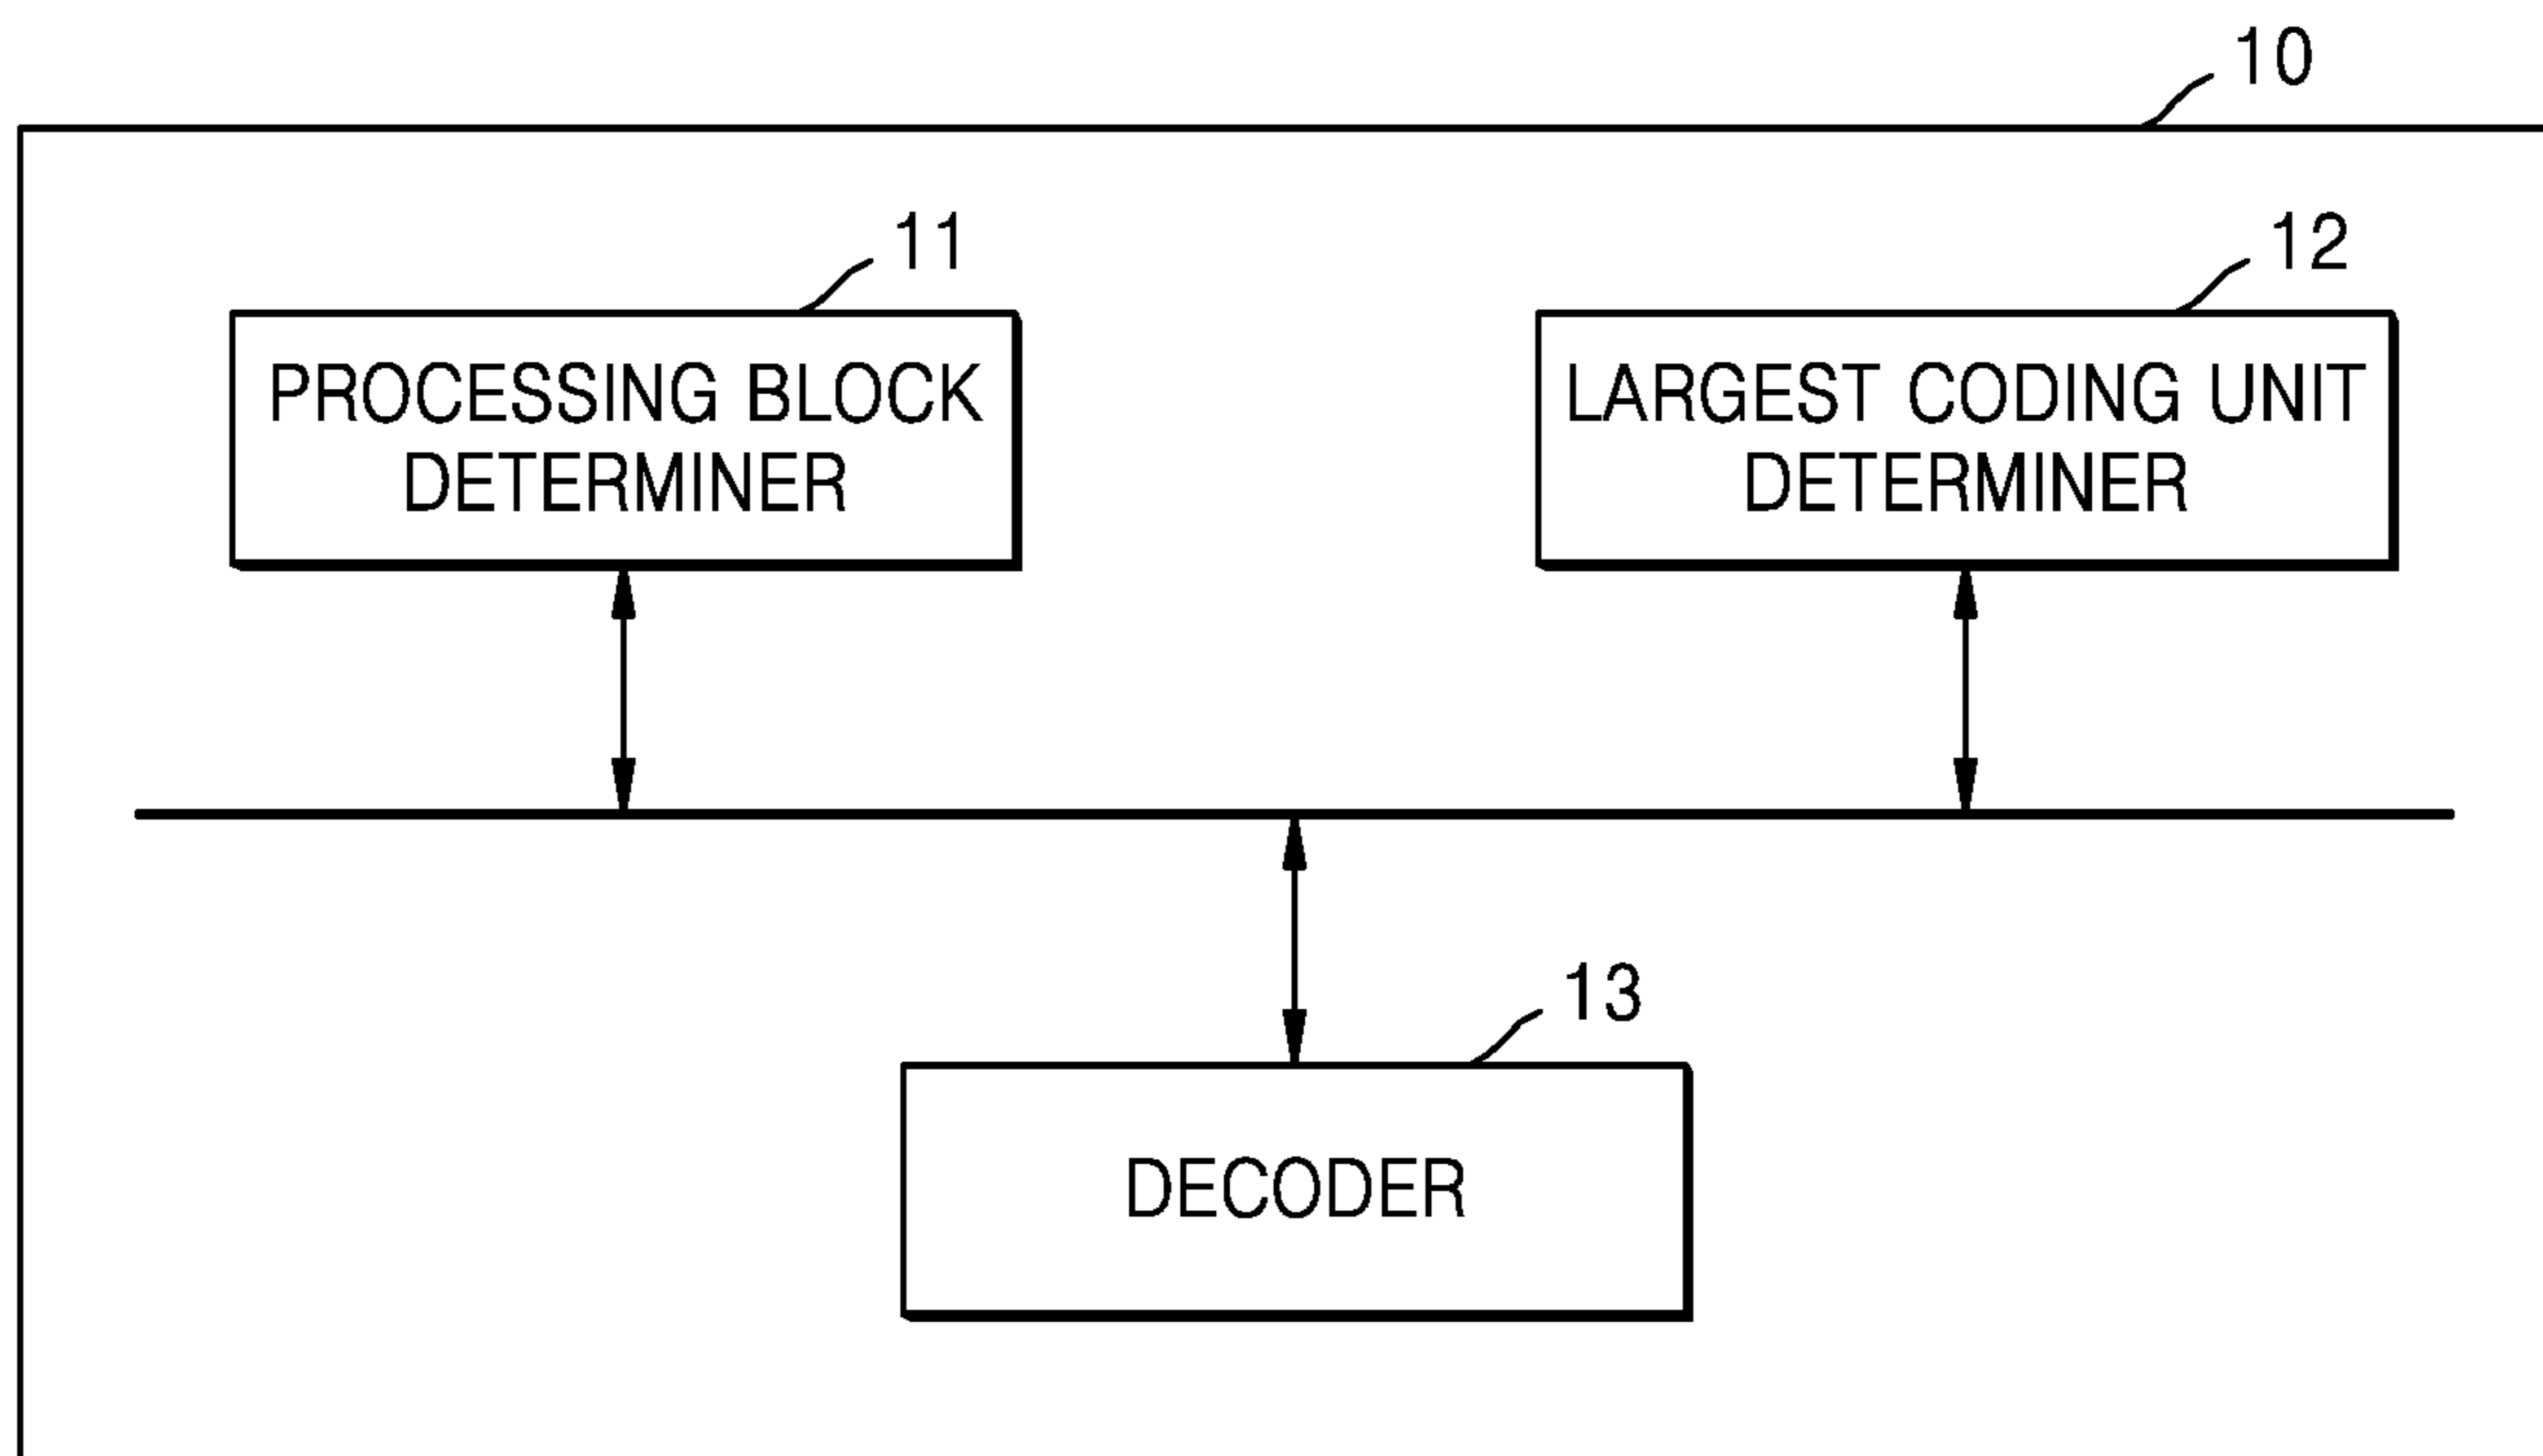 10
11
12
PROCESSING BLOCK
DETERMINER
LARGEST CODING UNIT
DETERMINER
13
DECODER